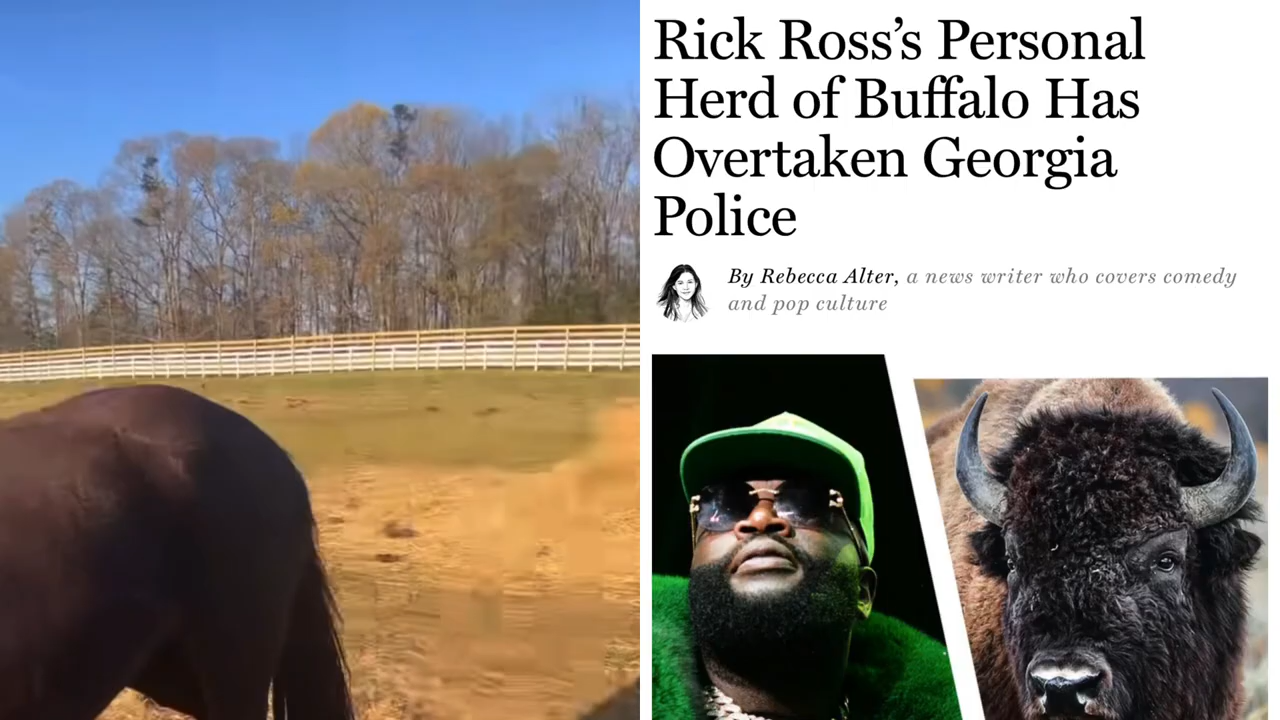 Rick Ross’s Personal
Herd of Buffalo Has
Overtaken Georgia
Police
By Rebecca Alter, a news writer who covers comedy
and pop culture